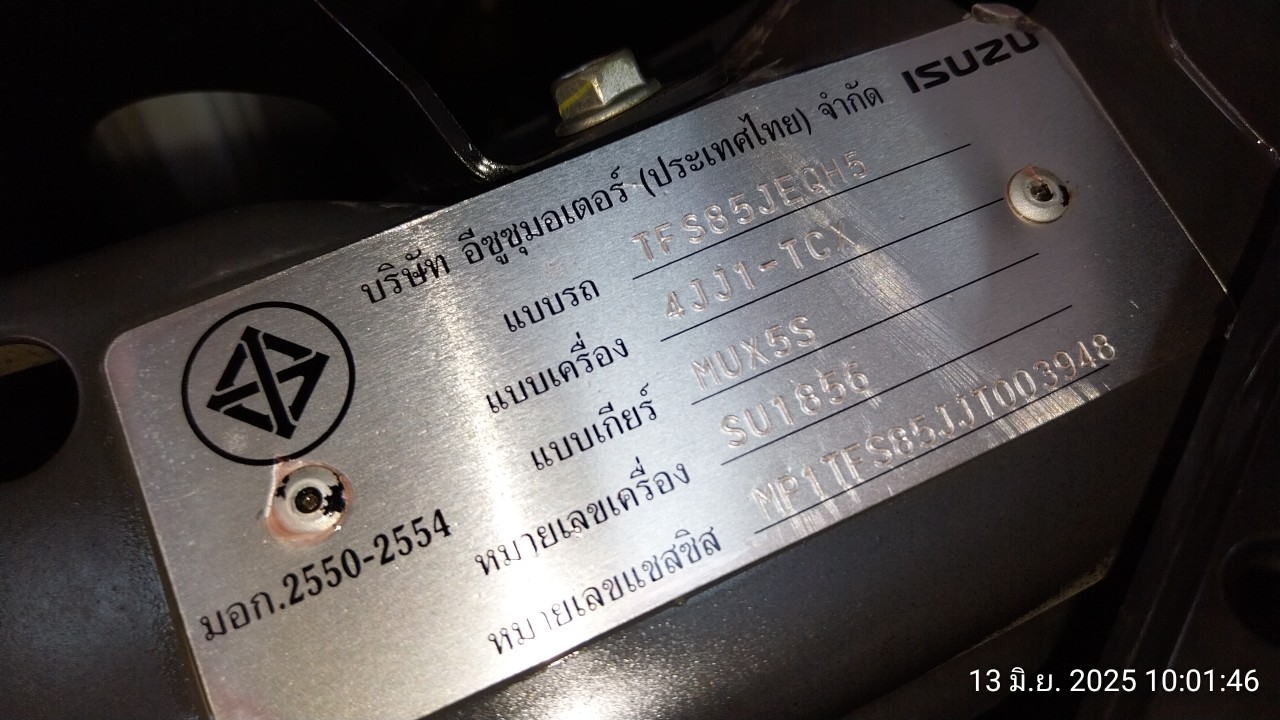 ISUZU
บริษัท อีซูซุมอเตอร์ (ประเทศไทย) จำกัด
แบบรถ TFS85JEQH5
แบบเครื่อง 4JJ1-TCX
แบบเกียร์ MUX5S
หมายเลขเครื่อง SU1856
หมายเลขแชสซิส MP1TFS85JJT003948
มอก.2550-2554
13 มิ.ย. 2025 10:01:46